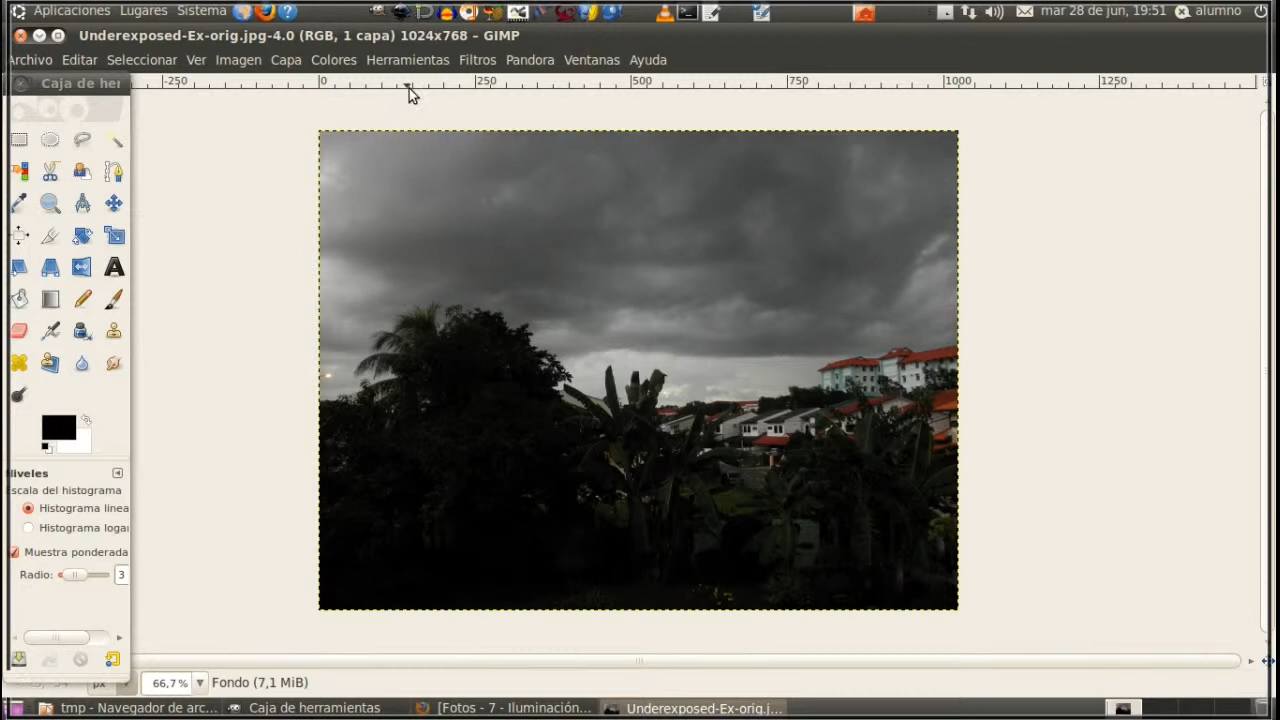 Aplicaciones Lugares Sistema mar 28 de jun, 19:51 alumno
Underexposed-Ex-orig.jpg-4.0 (RGB, 1 capa) 1024x768 – GIMP
Archivo Editar Seleccionar Ver Imagen Capa Colores Herramientas Filtros Pandora Ventanas Ayuda
Caja de her
-250 0 250 500 750 1000 1250
Niveles
Escala del histograma
Histograma linea
Histograma loga
Muestra ponderada
Radio: 3
px 66,7 % Fondo (7,1 MiB)
tmp - Navegador de arc... Caja de herramientas [Fotos - 7 - Iluminación... Underexposed-Ex-orig.j...